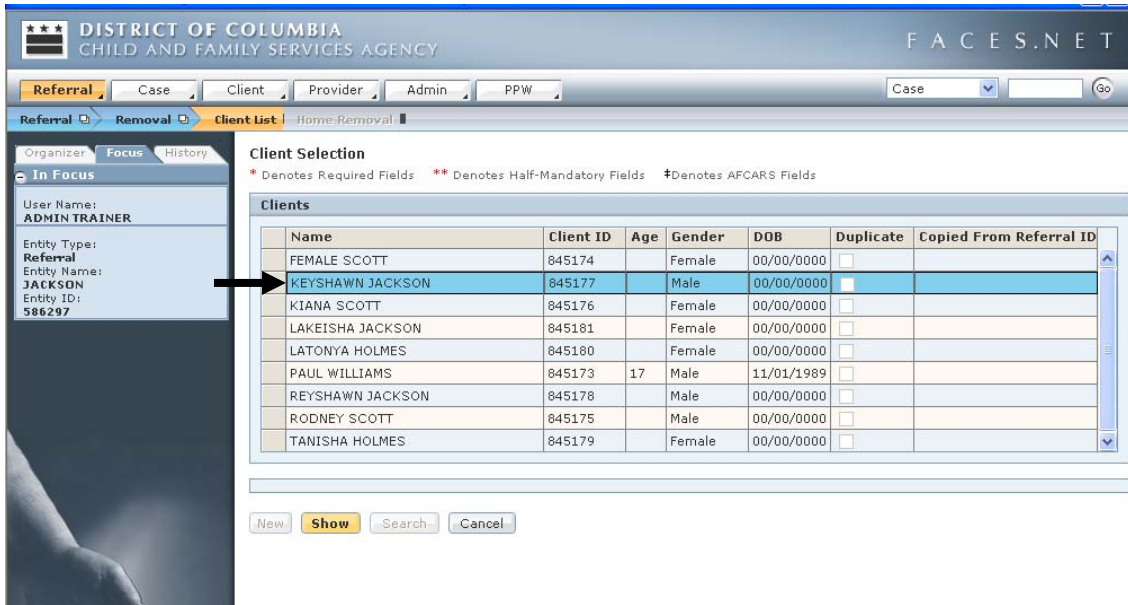 DISTRICT OF COLUMBIA
CHILD AND FAMILY SERVICES AGENCY
FACES.NET
Referral Case Client Provider Admin PPW Case Go
Referral Removal Client List Home Removal
Organizer Focus History
In Focus
User Name:
ADMIN TRAINER
Entity Type:
Referral
Entity Name:
JACKSON
Entity ID:
586297
Client Selection
* Denotes Required Fields ** Denotes Half-Mandatory Fields ‡Denotes AFCARS Fields
Clients
Name Client ID Age Gender DOB Duplicate Copied From Referral ID
FEMALE SCOTT 845174 Female 00/00/0000
KEYSHAWN JACKSON 845177 Male 00/00/0000
KIANA SCOTT 845176 Female 00/00/0000
LAKEISHA JACKSON 845181 Female 00/00/0000
LATONYA HOLMES 845180 Female 00/00/0000
PAUL WILLIAMS 845173 17 Male 11/01/1989
REYSHAWN JACKSON 845178 Male 00/00/0000
RODNEY SCOTT 845175 Male 00/00/0000
TANISHA HOLMES 845179 Female 00/00/0000
New Show Search Cancel